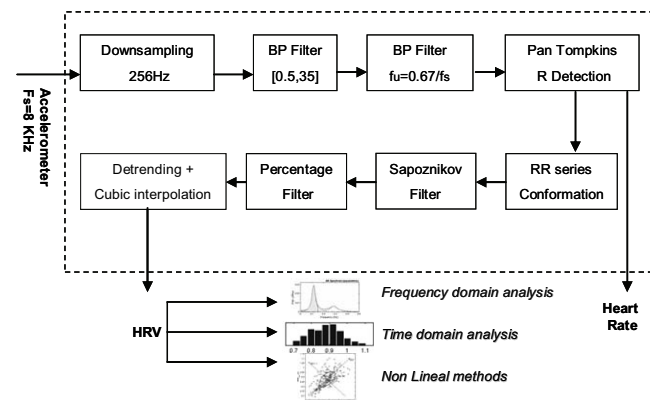 Downsampling
256Hz
BP Filter
[0.5,35]
BP Filter
fu=0.67/fs
Pan Tompkins
R Detection
Accelerometer
Fs=8 KHz
Detrending +
Cubic interpolation
Percentage
Filter
Sapoznikov
Filter
RR series
Conformation
HRV
Frequency domain analysis
Heart
Rate
Time domain analysis
0.7 0.8 0.9 1 1.1
Non Lineal methods